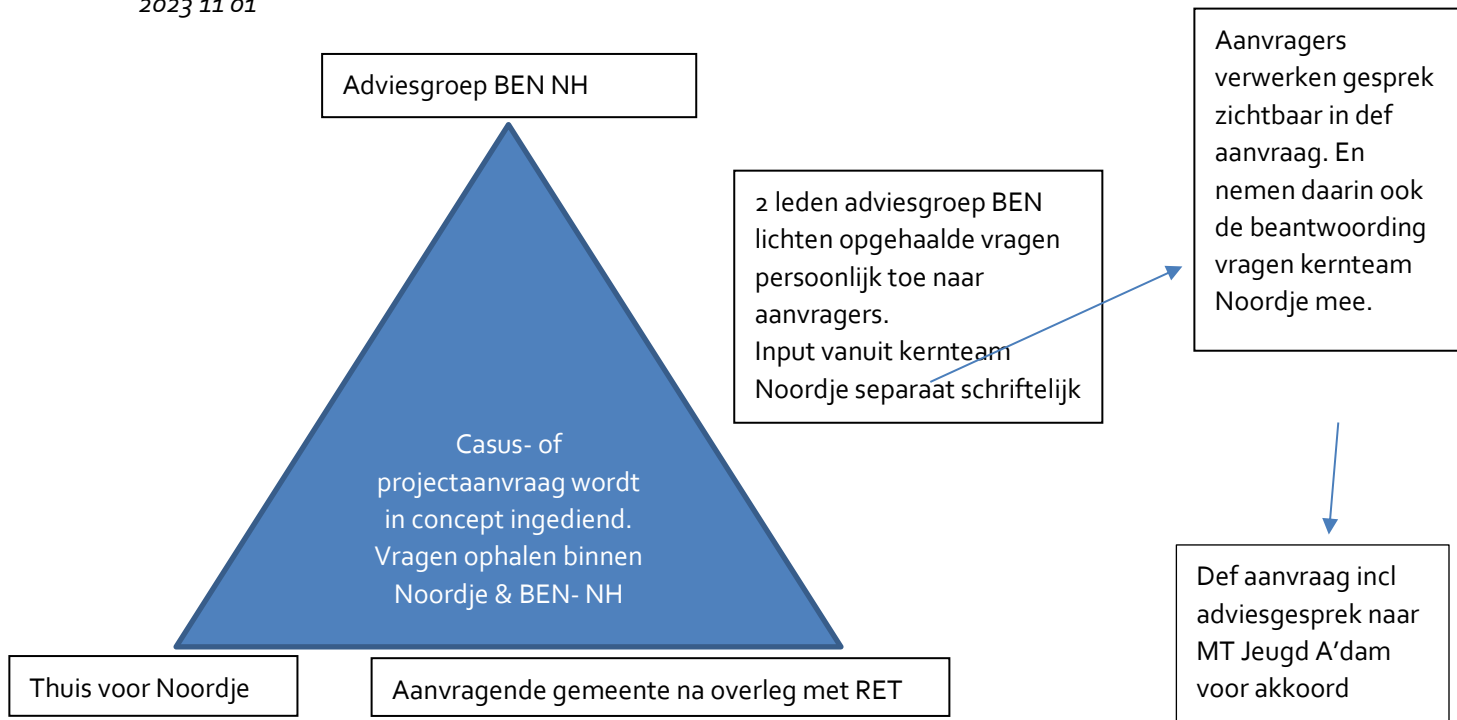 2023 11 01
Adviesgroep BEN NH
Aanvragers
verwerken gesprek
zichtbaar in def
aanvraag. En
nemen daarin ook
de beantwoording
vragen kernteam
Noordje mee.
2 leden adviesgroep BEN
lichten opgehaalde vragen
persoonlijk toe naar
aanvragers.
Input vanuit kernteam
Noordje separaat schriftelijk
Casus- of
projectaanvraag wordt
in concept ingediend.
Vragen ophalen binnen
Noordje & BEN- NH
Def aanvraag incl
adviesgesprek naar
MT Jeugd A’dam
voor akkoord
Thuis voor Noordje
Aanvragende gemeente na overleg met RET